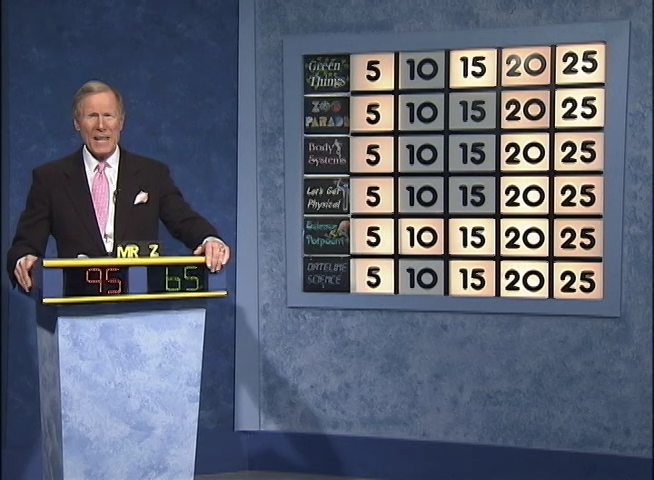 Green Things 5 10 15 20 25
ZOO PARADE 5 10 15 20 25
Body Systems 5 10 15 20 25
Let's Get Physical 5 10 15 20 25
Science Potpourri 5 10 15 20 25
DATELINE SCIENCE 5 10 15 20 25
MR Z
95 65